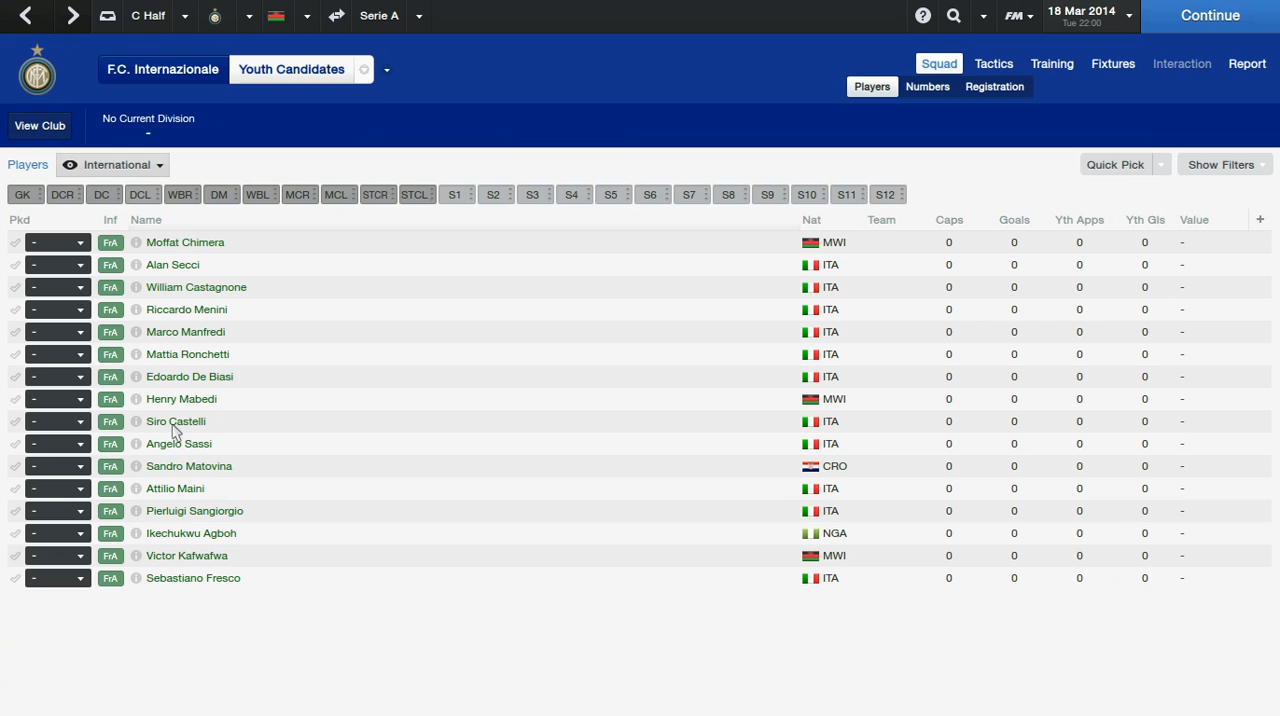 C Half Serie A FM 18 Mar 2014 Continue
Tue 22:00
F.C. Internazionale Youth Candidates Squad Tactics Training Fixtures Interaction Report
Players Numbers Registration
View Club No Current Division
-
Players International Quick Pick Show Filters
GK DCR DC DCL WBR DM WBL MCR MCL STCR STCL S1 S2 S3 S4 S5 S6 S7 S8 S9 S10 S11 S12
Pkd Inf Name Nat Team Caps Goals Yth Apps Yth Gls Value +
- FrA Moffat Chimera MWI 0 0 0 0 -
- FrA Alan Secci ITA 0 0 0 0 -
- FrA William Castagnone ITA 0 0 0 0 -
- FrA Riccardo Menini ITA 0 0 0 0 -
- FrA Marco Manfredi ITA 0 0 0 0 -
- FrA Mattia Ronchetti ITA 0 0 0 0 -
- FrA Edoardo De Biasi ITA 0 0 0 0 -
- FrA Henry Mabedi MWI 0 0 0 0 -
- FrA Siro Castelli ITA 0 0 0 0 -
- FrA Angelo Sassi ITA 0 0 0 0 -
- FrA Sandro Matovina CRO 0 0 0 0 -
- FrA Attilio Maini ITA 0 0 0 0 -
- FrA Pierluigi Sangiorgio ITA 0 0 0 0 -
- FrA Ikechukwu Agboh NGA 0 0 0 0 -
- FrA Victor Kafwafwa MWI 0 0 0 0 -
- FrA Sebastiano Fresco ITA 0 0 0 0 -